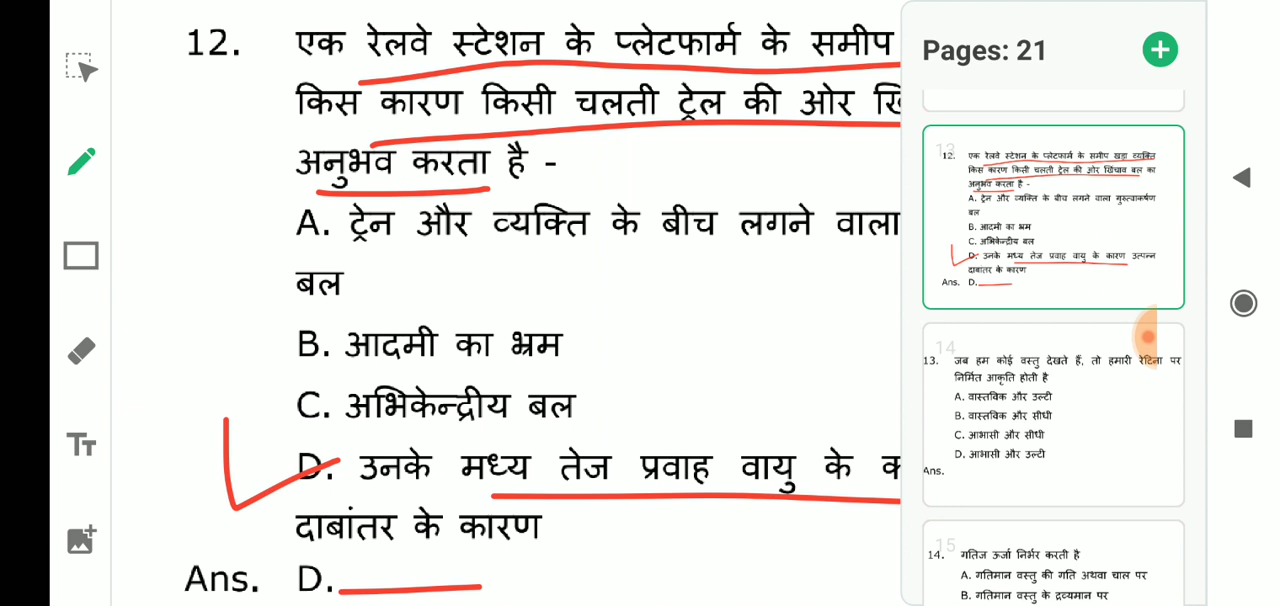 12. एक रेलवे स्टेशन के प्लेटफार्म के समीप
किस कारण किसी चलती ट्रेल की ओर खिं
अनुभव करता है -
A. ट्रेन और व्यक्ति के बीच लगने वाला
बल
B. आदमी का भ्रम
C. अभिकेन्द्रीय बल
D. उनके मध्य तेज प्रवाह वायु के क
दाबांतर के कारण
Ans. D.
Tт
Pages: 21
13
12. एक रेलवे स्टेशन के प्लेटफार्म के समीप खड़ा व्यक्ति
किस कारण किसी चलती ट्रेल की ओर खिंचाव बल का
अनुभव करता है -
A. ट्रेन और व्यक्ति के बीच लगने वाला गुरुत्वाकर्षण
बल
B. आदमी का भ्रम
C. अभिकेन्द्रीय बल
D. उनके मध्य तेज प्रवाह वायु के कारण उत्पन्न
दाबांतर के कारण
Ans. D.
14
13. जब हम कोई वस्तु देखते हैं, तो हमारी रेटिना पर
निर्मित आकृति होती है
A. वास्तविक और उल्टी
B. वास्तविक और सीधी
C. आभासी और सीधी
D. आभासी और उल्टी
Ans.
15
14. गतिज ऊर्जा निर्भर करती है
A. गतिमान वस्तु की गति अथवा चाल पर
B. गतिमान वस्तु के द्रव्यमान पर